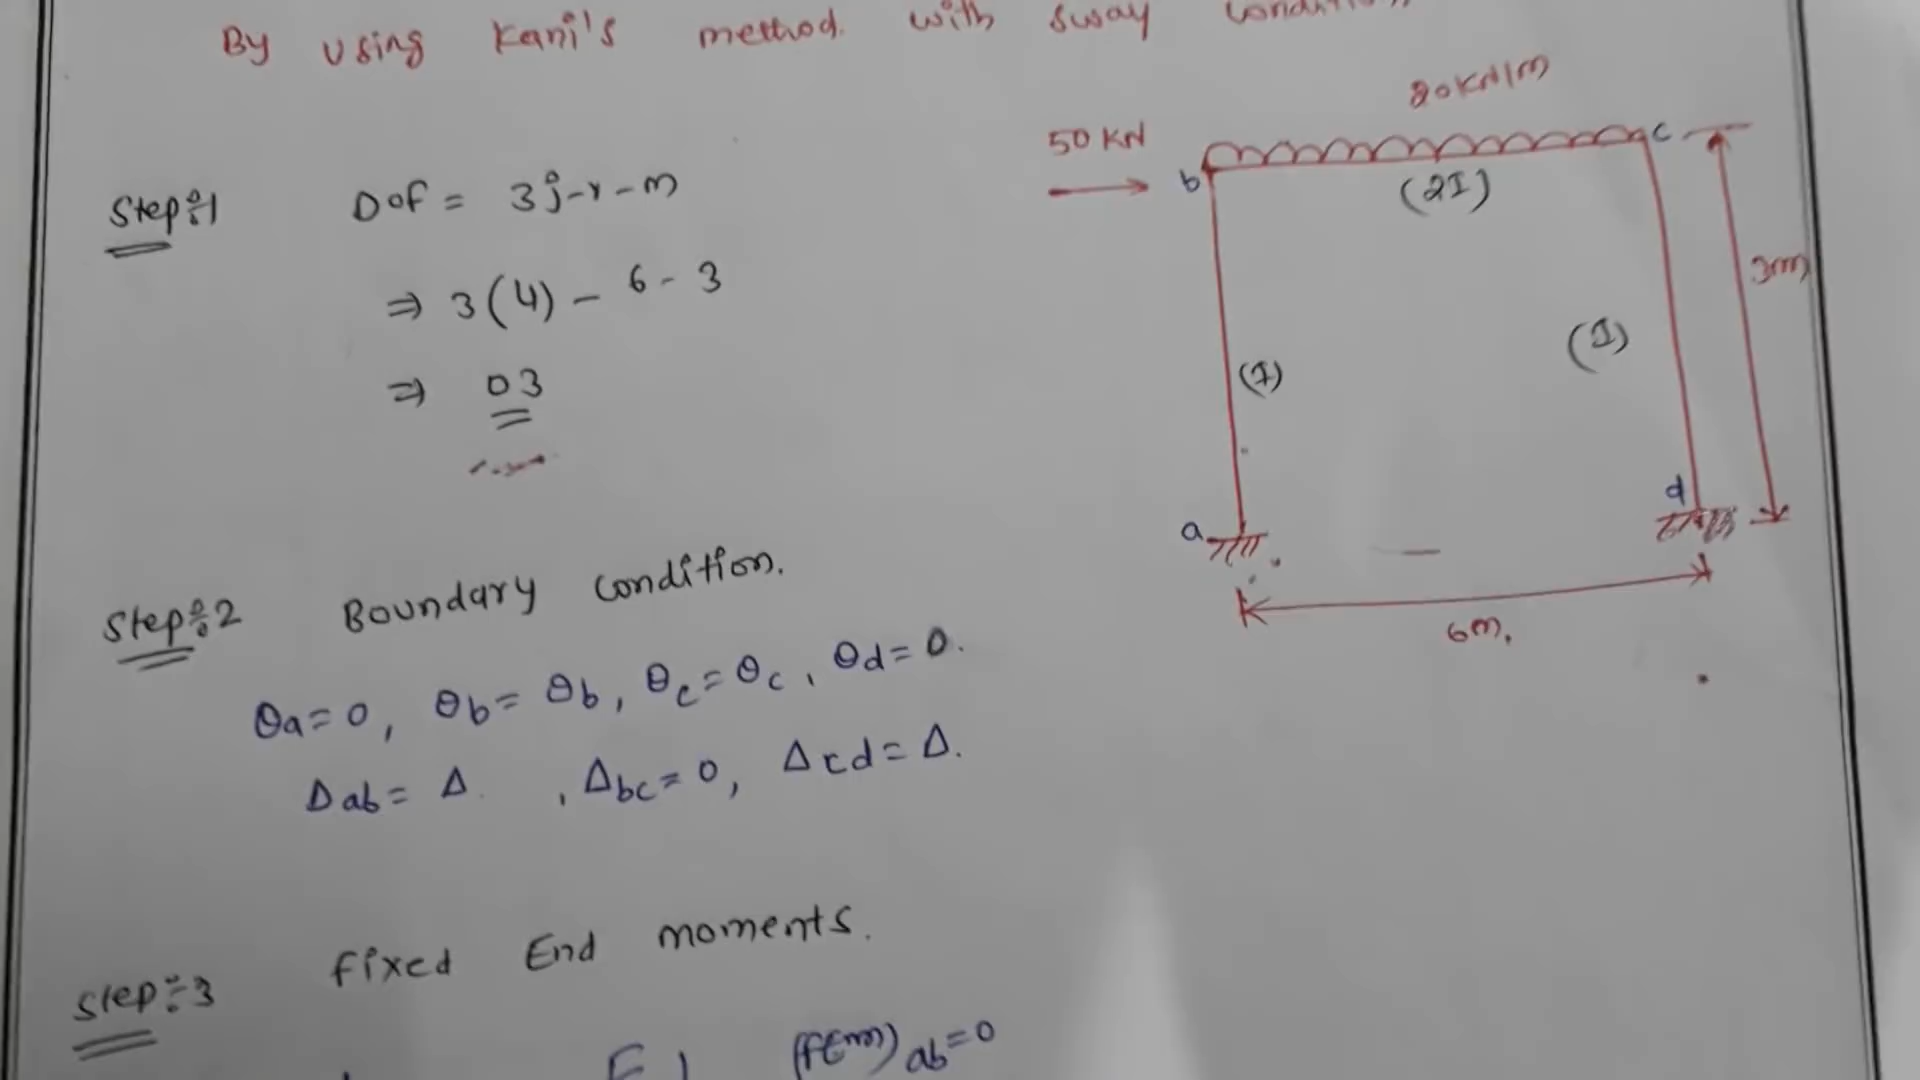 By using Kani's method. with sway
Step:1 Dof = 3j-r-m
⇒ 3(4) - 6 - 3
⇒ 03
50 KN
20KN/m
b
c
(2I)
3m
(I)
(I)
a
d
6m.
Step:2 Boundary condition.
θa=0, θb= θb, θc=θc, θd=0.
Δab= Δ. , Δbc=0, Δcd=Δ.
Step:3 Fixed End moments.
(fEm) ab=0